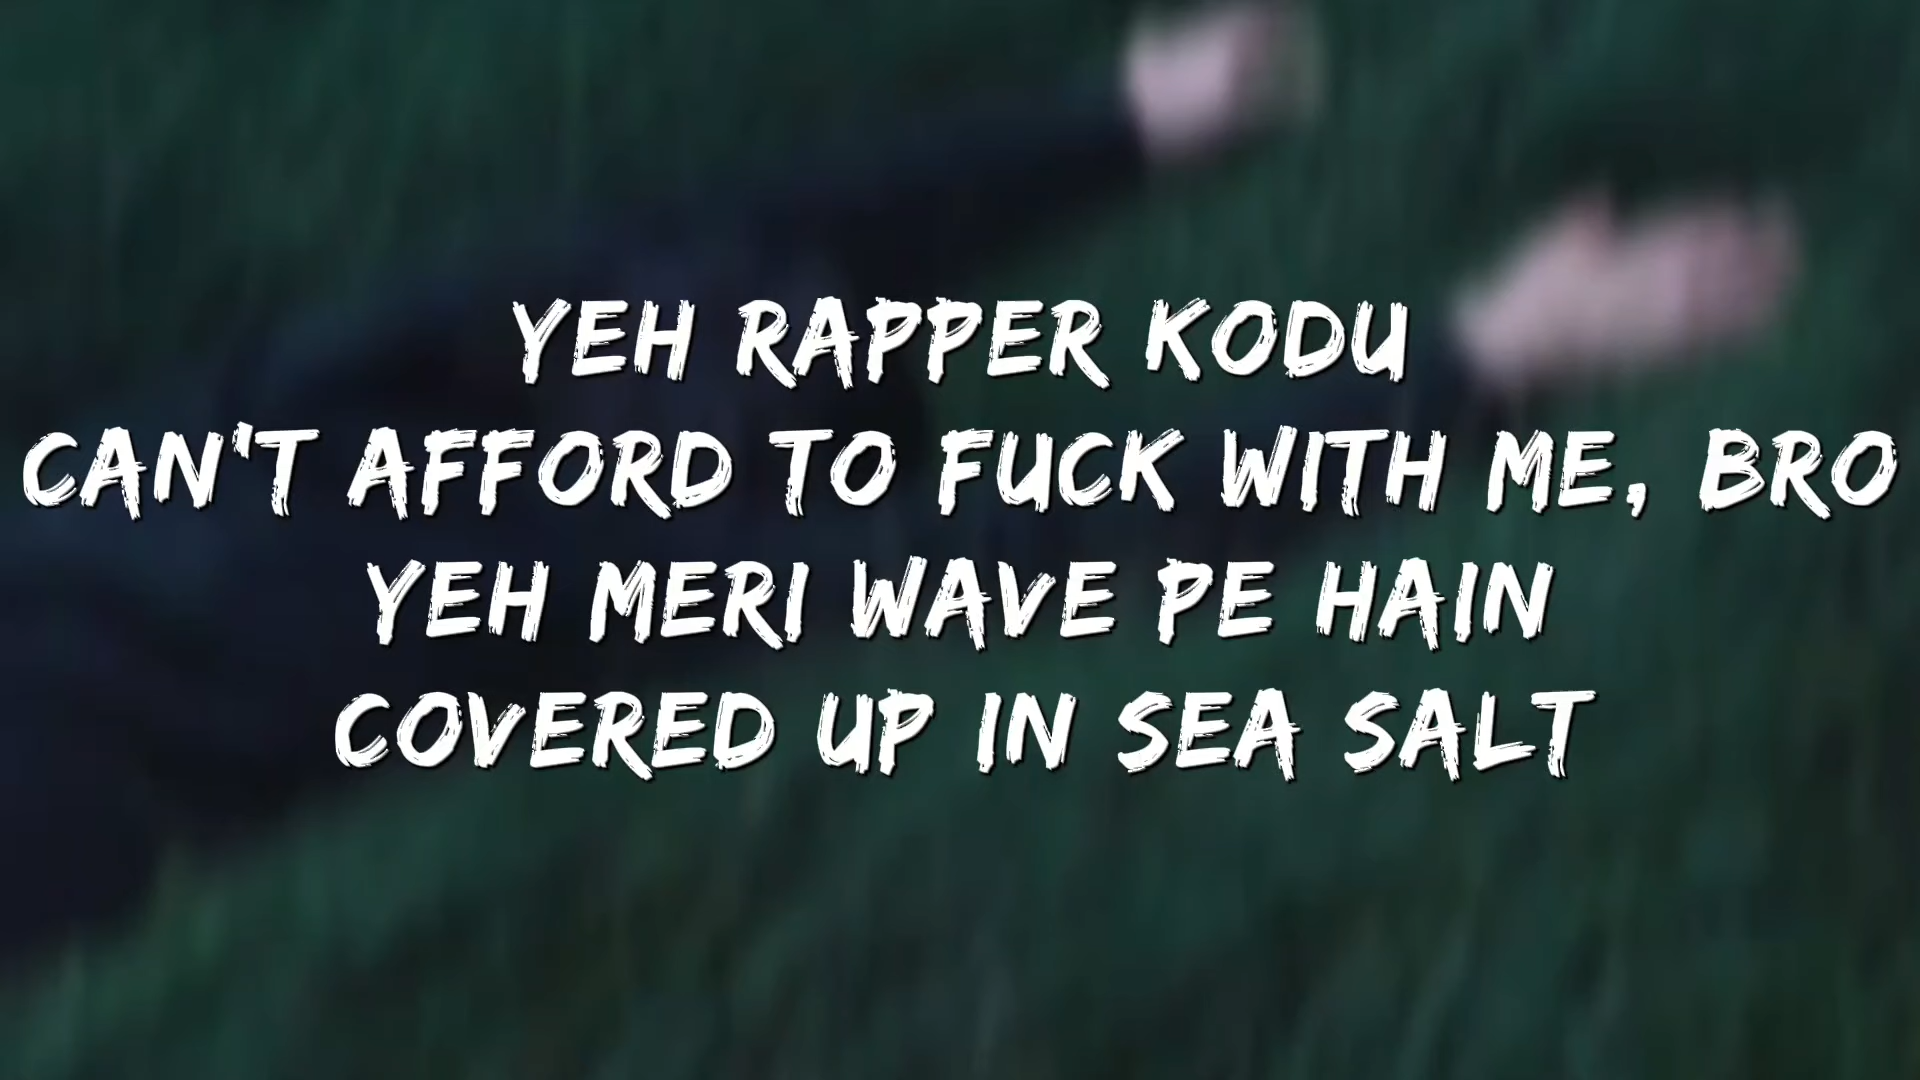 YEH RAPPER KODU
CAN'T AFFORD TO FUCK WITH ME, BRO
YEH MERI WAVE PE HAIN
COVERED UP IN SEA SALT